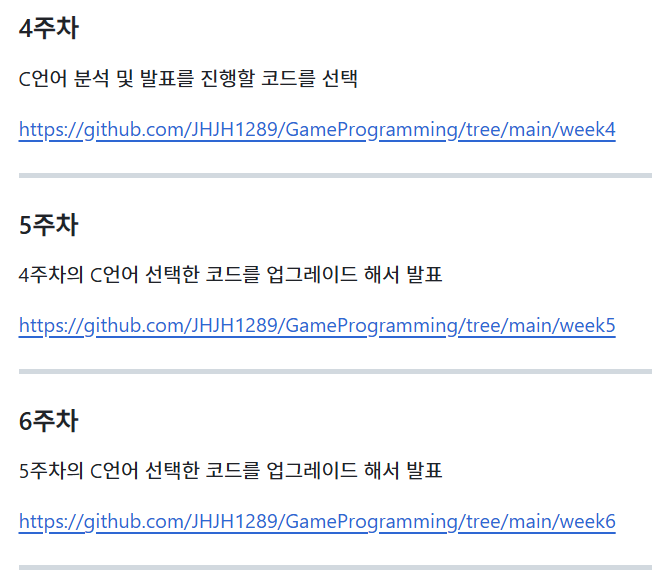 4주차
C언어 분석 및 발표를 진행할 코드를 선택
https://github.com/JHJH1289/GameProgramming/tree/main/week4
5주차
4주차의 C언어 선택한 코드를 업그레이드 해서 발표
https://github.com/JHJH1289/GameProgramming/tree/main/week5
6주차
5주차의 C언어 선택한 코드를 업그레이드 해서 발표
https://github.com/JHJH1289/GameProgramming/tree/main/week6